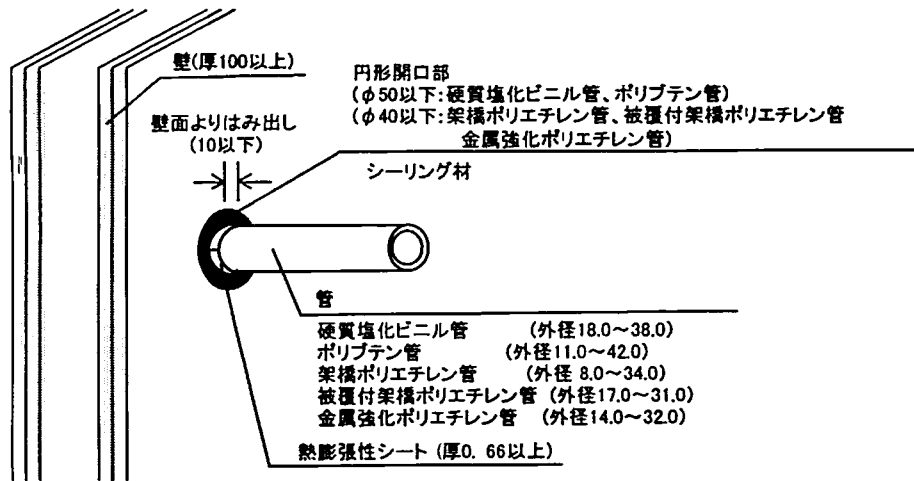 壁(厚100以上)
円形開口部
(φ50以下:硬質塩化ビニル管、ポリブテン管)
(φ40以下:架橋ポリエチレン管、被覆付架橋ポリエチレン管
金属強化ポリエチレン管)
壁面よりはみ出し
(10以下)
シーリング材
管
硬質塩化ビニル管 (外径18.0~38.0)
ポリブテン管 (外径11.0~42.0)
架橋ポリエチレン管 (外径 8.0~34.0)
被覆付架橋ポリエチレン管 (外径17.0~31.0)
金属強化ポリエチレン管 (外径14.0~32.0)
熱膨張性シート (厚0.66以上)